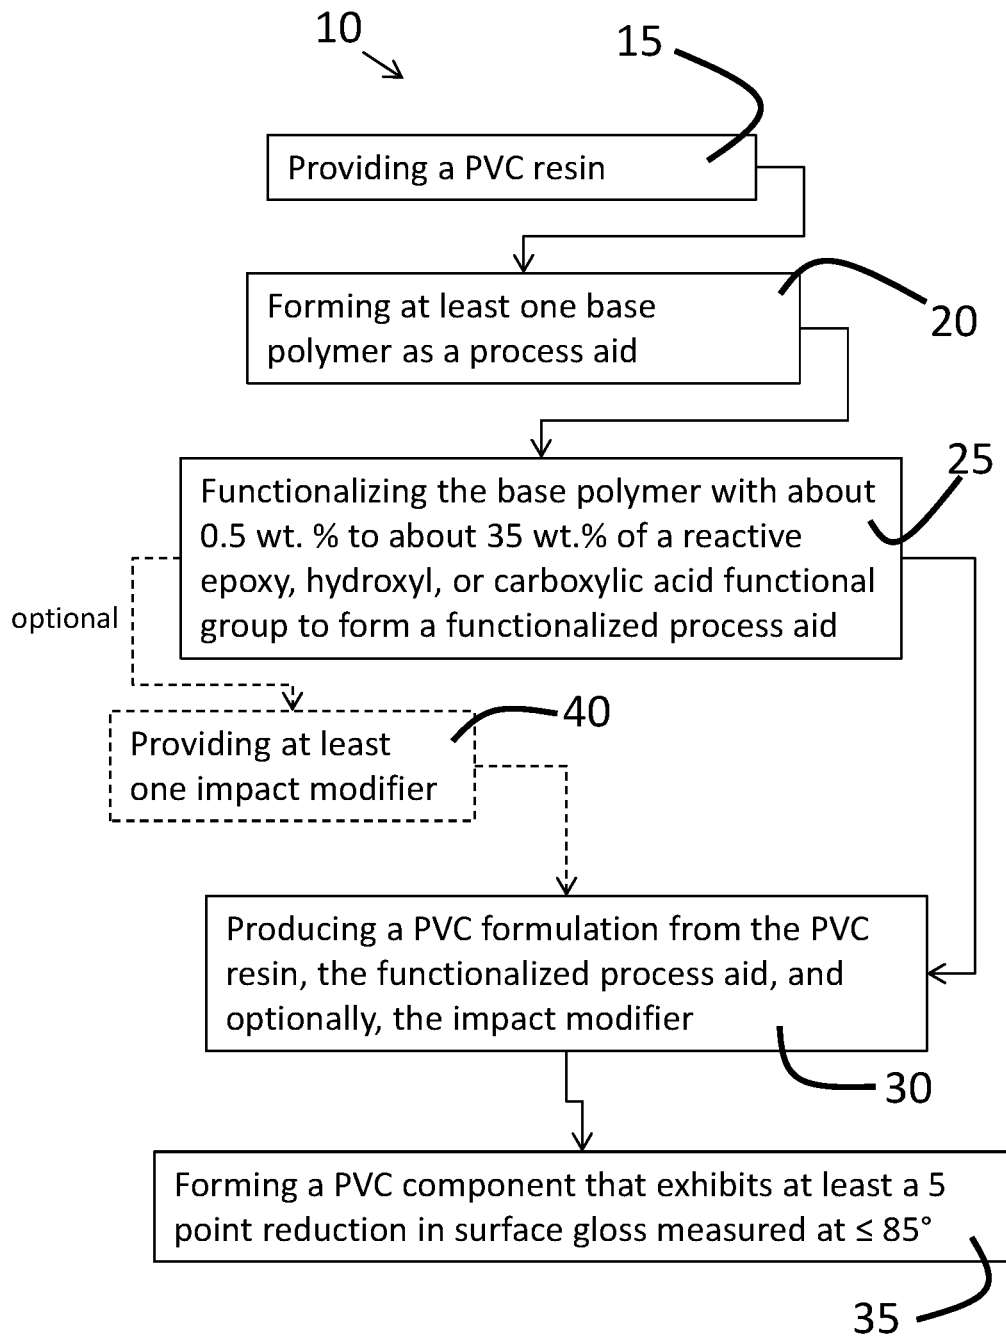 10
15
Providing a PVC resin
Forming at least one base
polymer as a process aid
20
25
Functionalizing the base polymer with about
0.5 wt. % to about 35 wt.% of a reactive
epoxy, hydroxyl, or carboxylic acid functional
group to form a functionalized process aid
optional
40
Providing at least
one impact modifier
Producing a PVC formulation from the PVC
resin, the functionalized process aid, and
optionally, the impact modifier
30
Forming a PVC component that exhibits at least a 5
point reduction in surface gloss measured at ≤ 85°
35